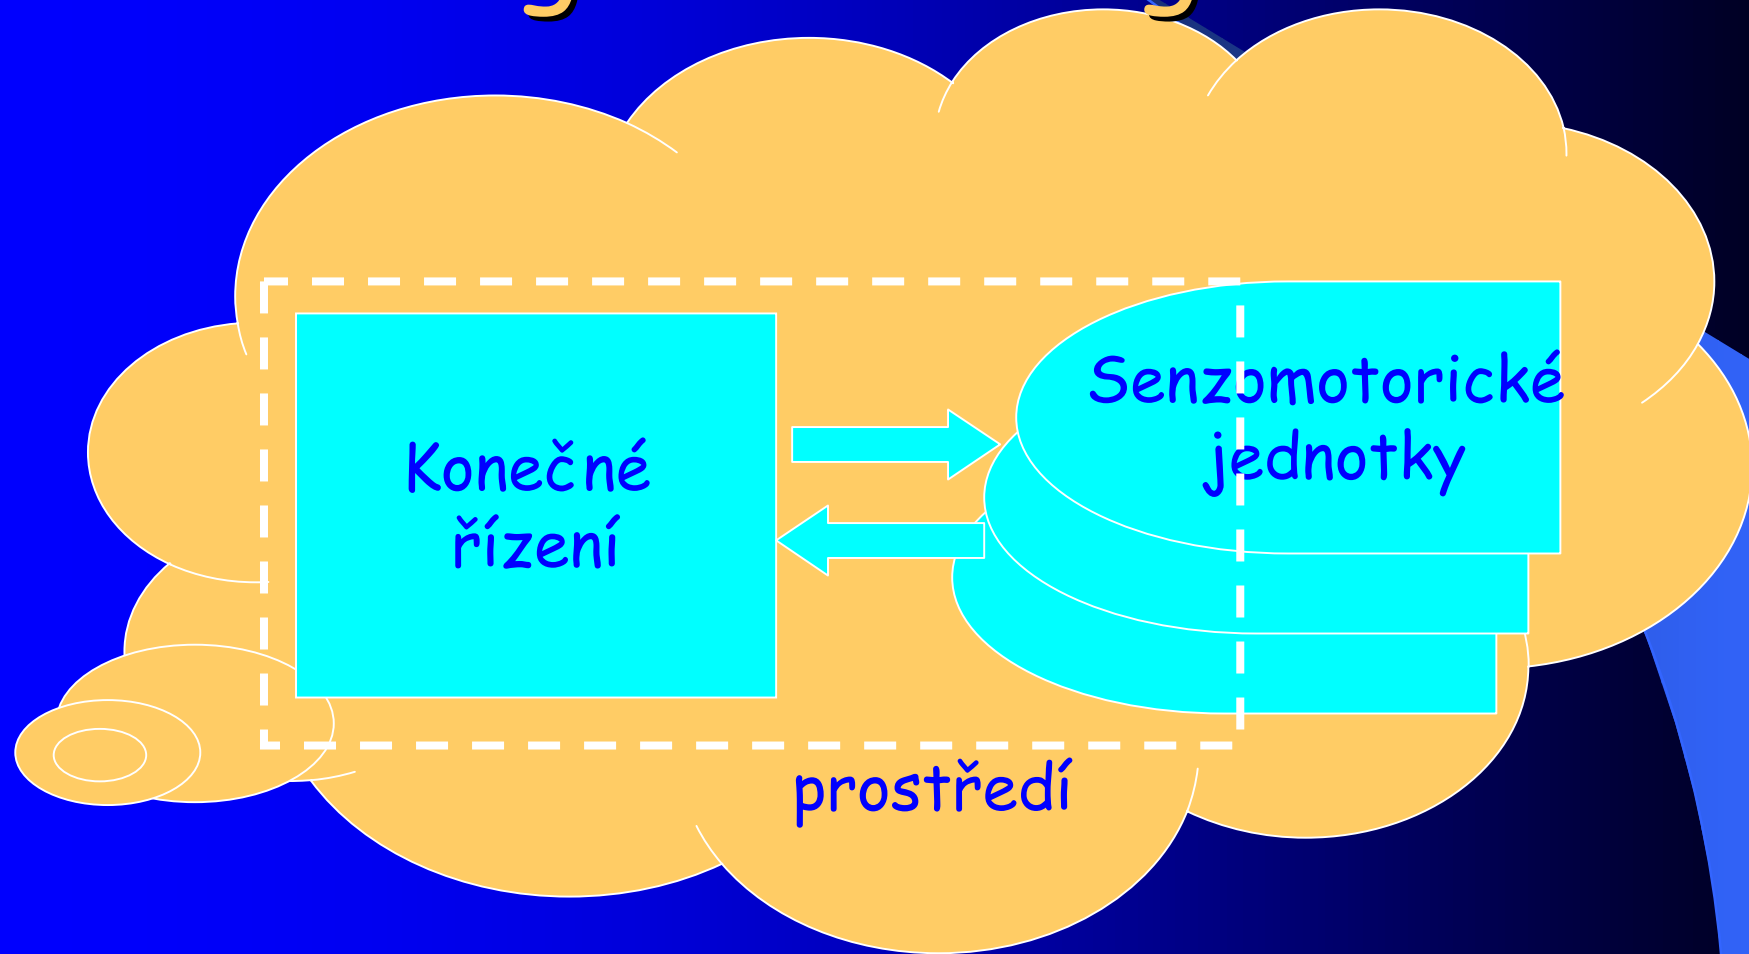 Senzomotorické
jednotky
Konečné
řízení
prostředí